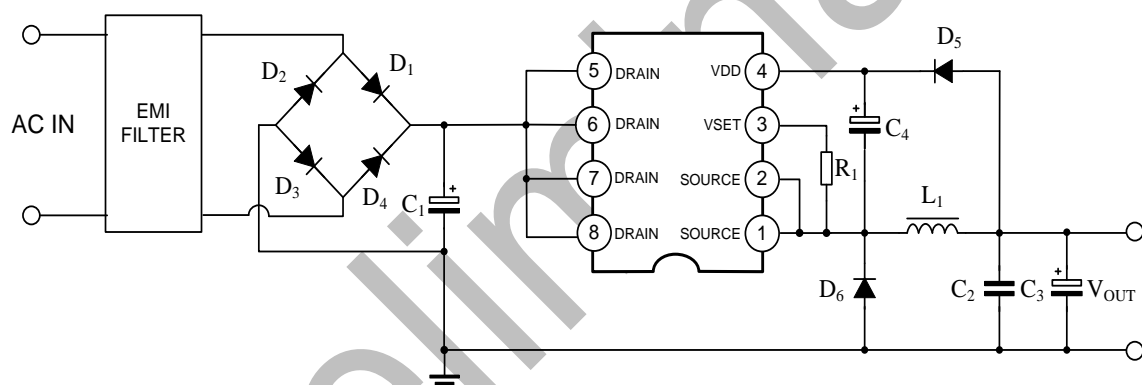 AC IN
EMI
FILTER
D2
D1
D3
D4
+
C1
5 DRAIN
6 DRAIN
7 DRAIN
8 DRAIN
VDD 4
VSET 3
SOURCE 2
SOURCE 1
D5
+
C4
R1
L1
D6
C2
C3
+
VOUT